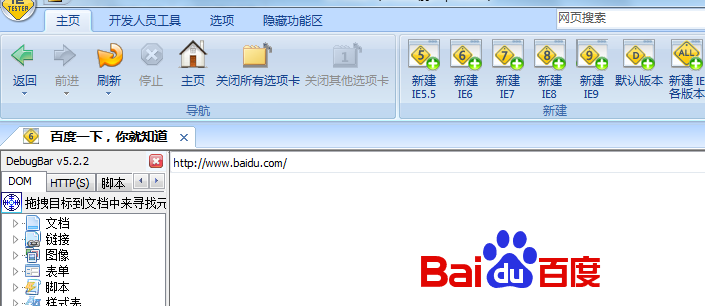 IE
TESTER
主页 开发人员工具 选项 隐藏功能区 网页搜索
返回 前进 刷新 停止 主页 关闭所有选项卡 关闭其他选项卡 新建 IE5.5 新建 IE6 新建 IE7 新建 IE8 新建 IE9 默认版本 新建 IE 各版本
5 6 7 8 9 D ALL
1
导航 新建
6 百度一下，你就知道
DebugBar v5.2.2
http://www.baidu.com/
DOM HTTP(S) 脚本
拖拽目标到文档中来寻找元
文档
链接
图像
表单
脚本
样式表
Bai du 百度